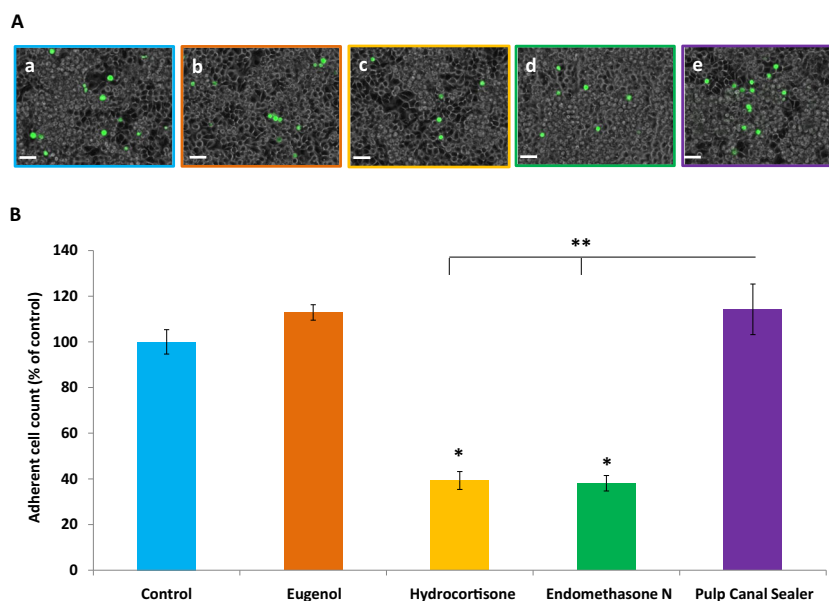 A
a b c d e
B
**
140
120
100
80
60
40
20
0
* *
Adherent cell count (% of control)
Control Eugenol Hydrocortisone Endomethasone N Pulp Canal Sealer